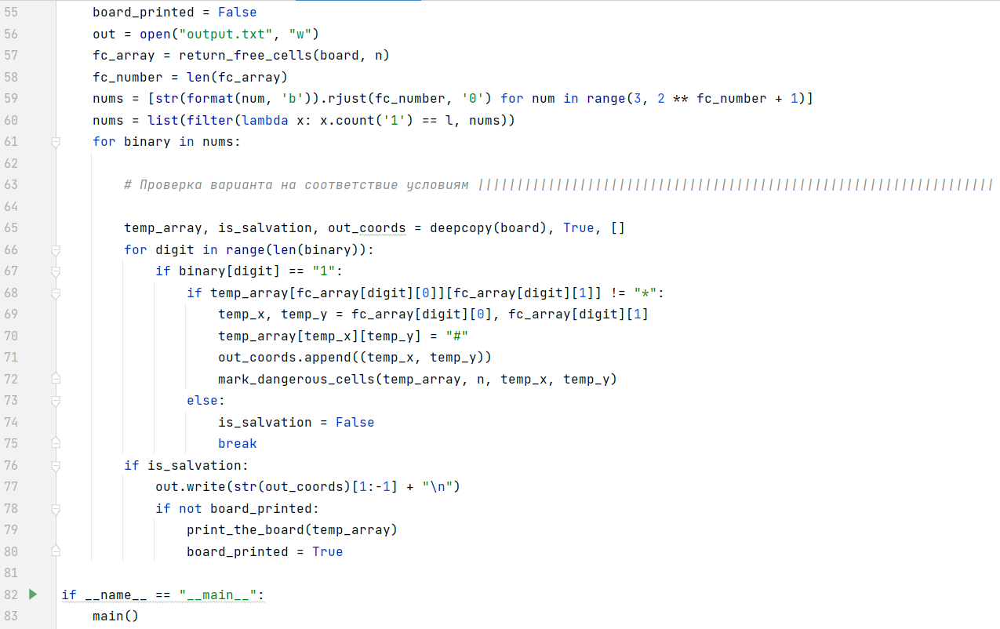 55 board_printed = False
56 out = open("output.txt", "w")
57 fc_array = return_free_cells(board, n)
58 fc_number = len(fc_array)
59 nums = [str(format(num, 'b')).rjust(fc_number, '0') for num in range(3, 2 ** fc_number + 1)]
60 nums = list(filter(lambda x: x.count('1') == l, nums))
61 for binary in nums:
62
63 # Проверка варианта на соответствие условиям ||||||||||||||||||||||||||||||||||||||||||||||||||||||||||||||||||
64
65 temp_array, is_salvation, out_coords = deepcopy(board), True, []
66 for digit in range(len(binary)):
67 if binary[digit] == "1":
68 if temp_array[fc_array[digit][0]][fc_array[digit][1]] != "*":
69 temp_x, temp_y = fc_array[digit][0], fc_array[digit][1]
70 temp_array[temp_x][temp_y] = "#"
71 out_coords.append((temp_x, temp_y))
72 mark_dangerous_cells(temp_array, n, temp_x, temp_y)
73 else:
74 is_salvation = False
75 break
76 if is_salvation:
77 out.write(str(out_coords)[1:-1] + "\n")
78 if not board_printed:
79 print_the_board(temp_array)
80 board_printed = True
81
82 if __name__ == "__main__":
83 main()